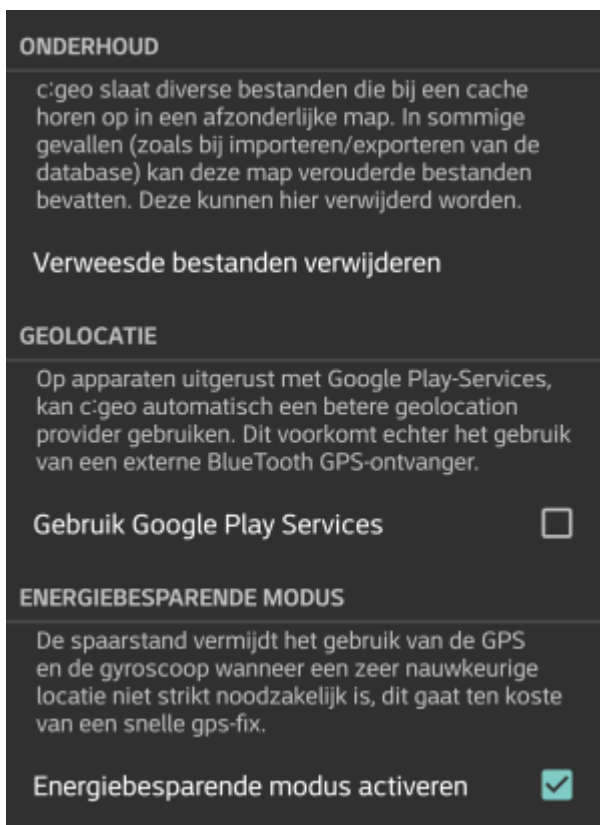 ONDERHOUD
c:geo slaat diverse bestanden die bij een cache
horen op in een afzonderlijke map. In sommige
gevallen (zoals bij importeren/exporteren van de
database) kan deze map verouderde bestanden
bevatten. Deze kunnen hier verwijderd worden.
Verweesde bestanden verwijderen
GEOLOCATIE
Op apparaten uitgerust met Google Play-Services,
kan c:geo automatisch een betere geolocation
provider gebruiken. Dit voorkomt echter het gebruik
van een externe BlueTooth GPS-ontvanger.
Gebruik Google Play Services
ENERGIEBESPARENDE MODUS
De spaarstand vermijdt het gebruik van de GPS
en de gyroscoop wanneer een zeer nauwkeurige
locatie niet strikt noodzakelijk is, dit gaat ten koste
van een snelle gps-fix.
Energiebesparende modus activeren